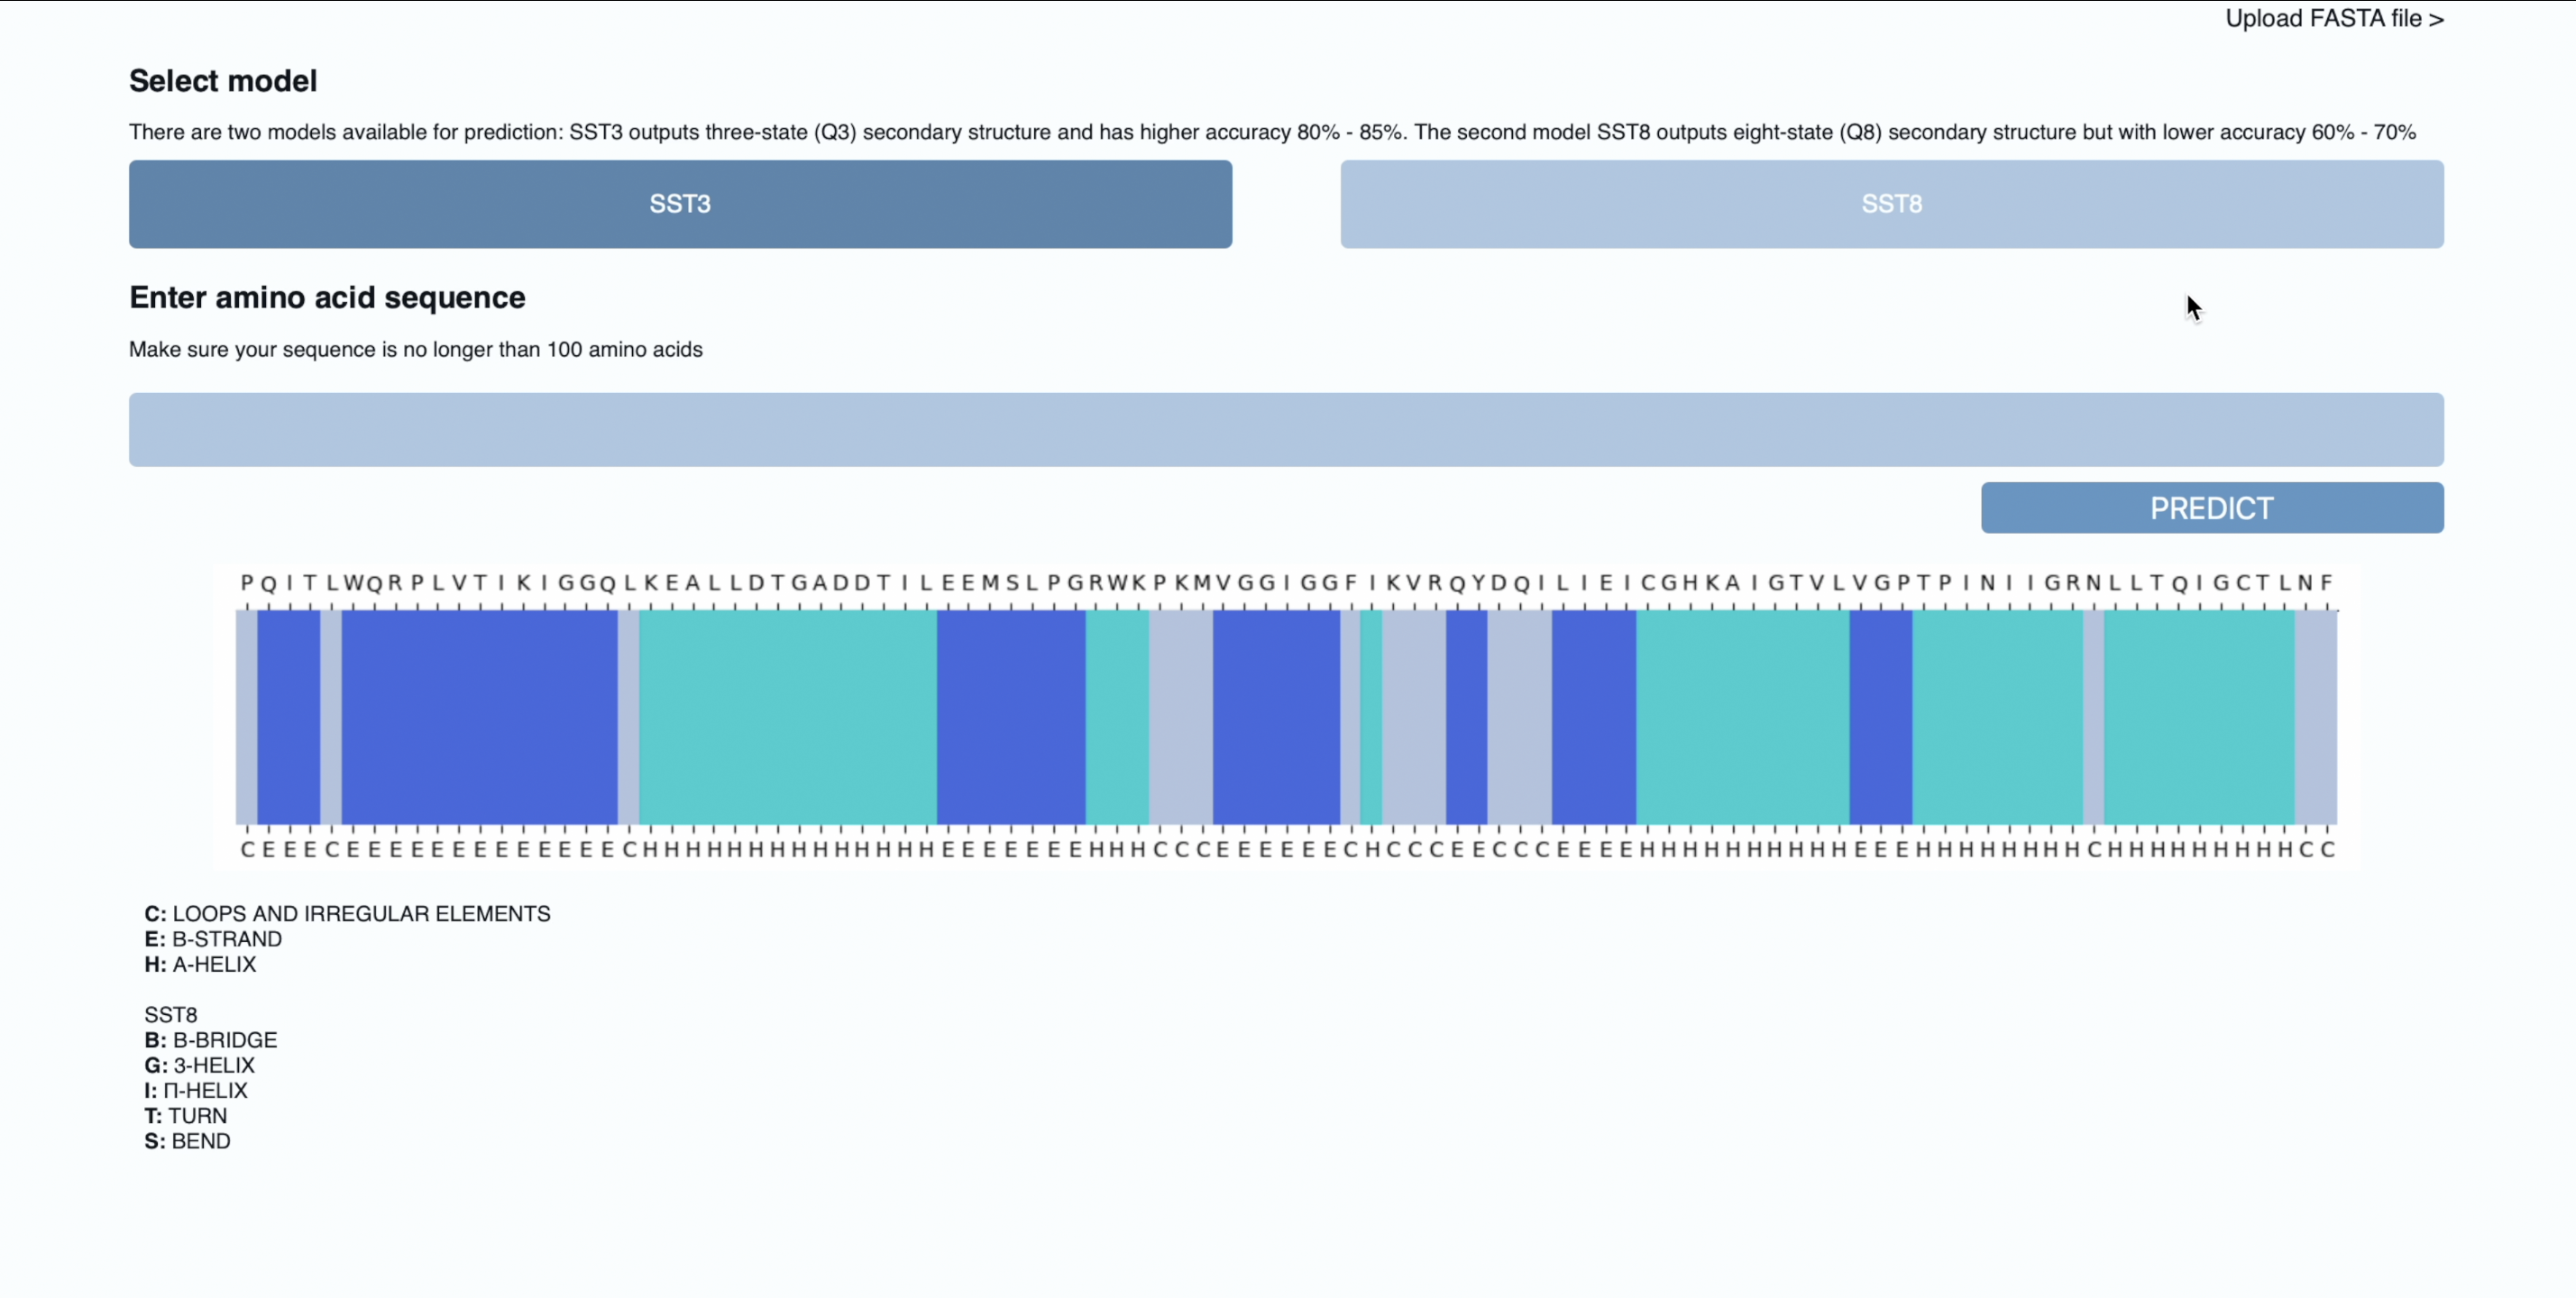 Upload FASTA file >
Select model
There are two models available for prediction: SST3 outputs three-state (Q3) secondary structure and has higher accuracy 80% - 85%. The second model SST8 outputs eight-state (Q8) secondary structure but with lower accuracy 60% - 70%
SST3 SST8
Enter amino acid sequence
Make sure your sequence is no longer than 100 amino acids
PREDICT
P Q I T L W Q R P L V T I K I G G Q L K E A L L D T G A D D T I L E E M S L P G R W K P K M V G G I G G F I K V R Q Y D Q I L I E I C G H K A I G T V L V G P T P I N I I G R N L L T Q I G C T L N F
C E E E C E E E E E E E E E E E E E C H H H H H H H H H H H H H H E E E E E E E H H H C C C E E E E E E C H C C C E E C C C E E E E H H H H H H H H H H E E E H H H H H H H H C H H H H H H H H H C C
C: LOOPS AND IRREGULAR ELEMENTS
E: B-STRAND
H: A-HELIX
SST8
B: B-BRIDGE
G: 3-HELIX
I: Π-HELIX
T: TURN
S: BEND